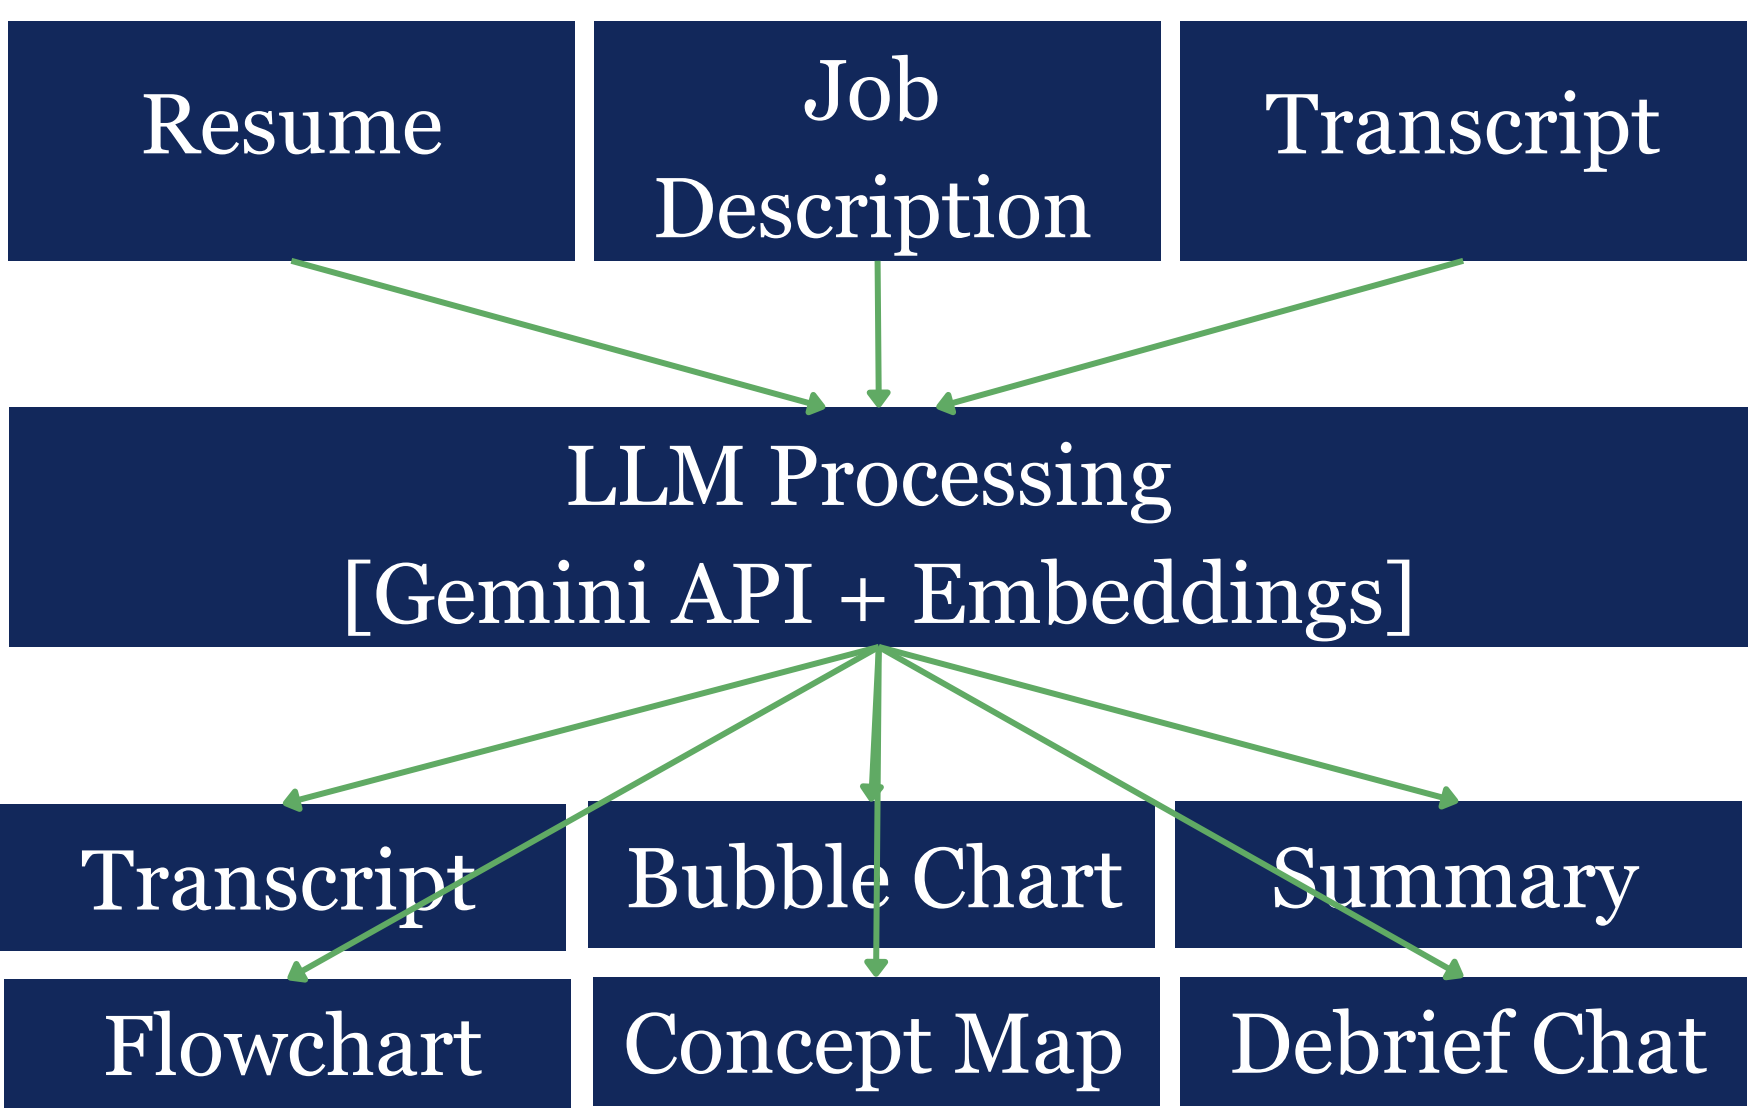 Resume
Job
Description
Transcript
LLM Processing
[Gemini API + Embeddings]
Transcript
Bubble Chart
Summary
Flowchart
Concept Map
Debrief Chat